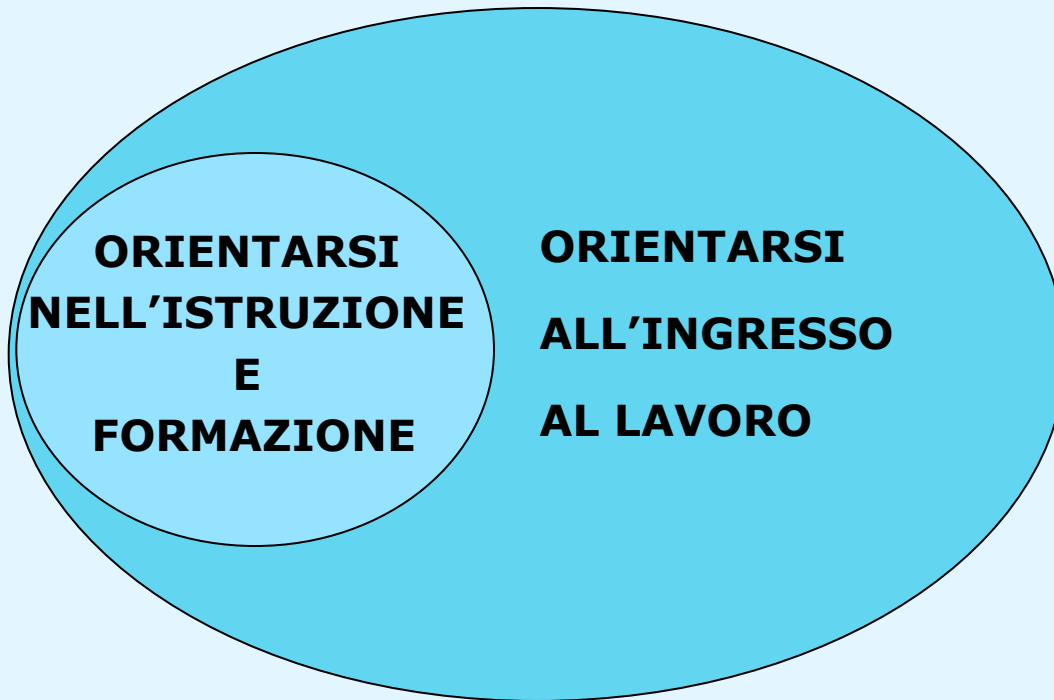 ORIENTARSI
NELL’ISTRUZIONE
E
FORMAZIONE
ORIENTARSI
ALL’INGRESSO
AL LAVORO